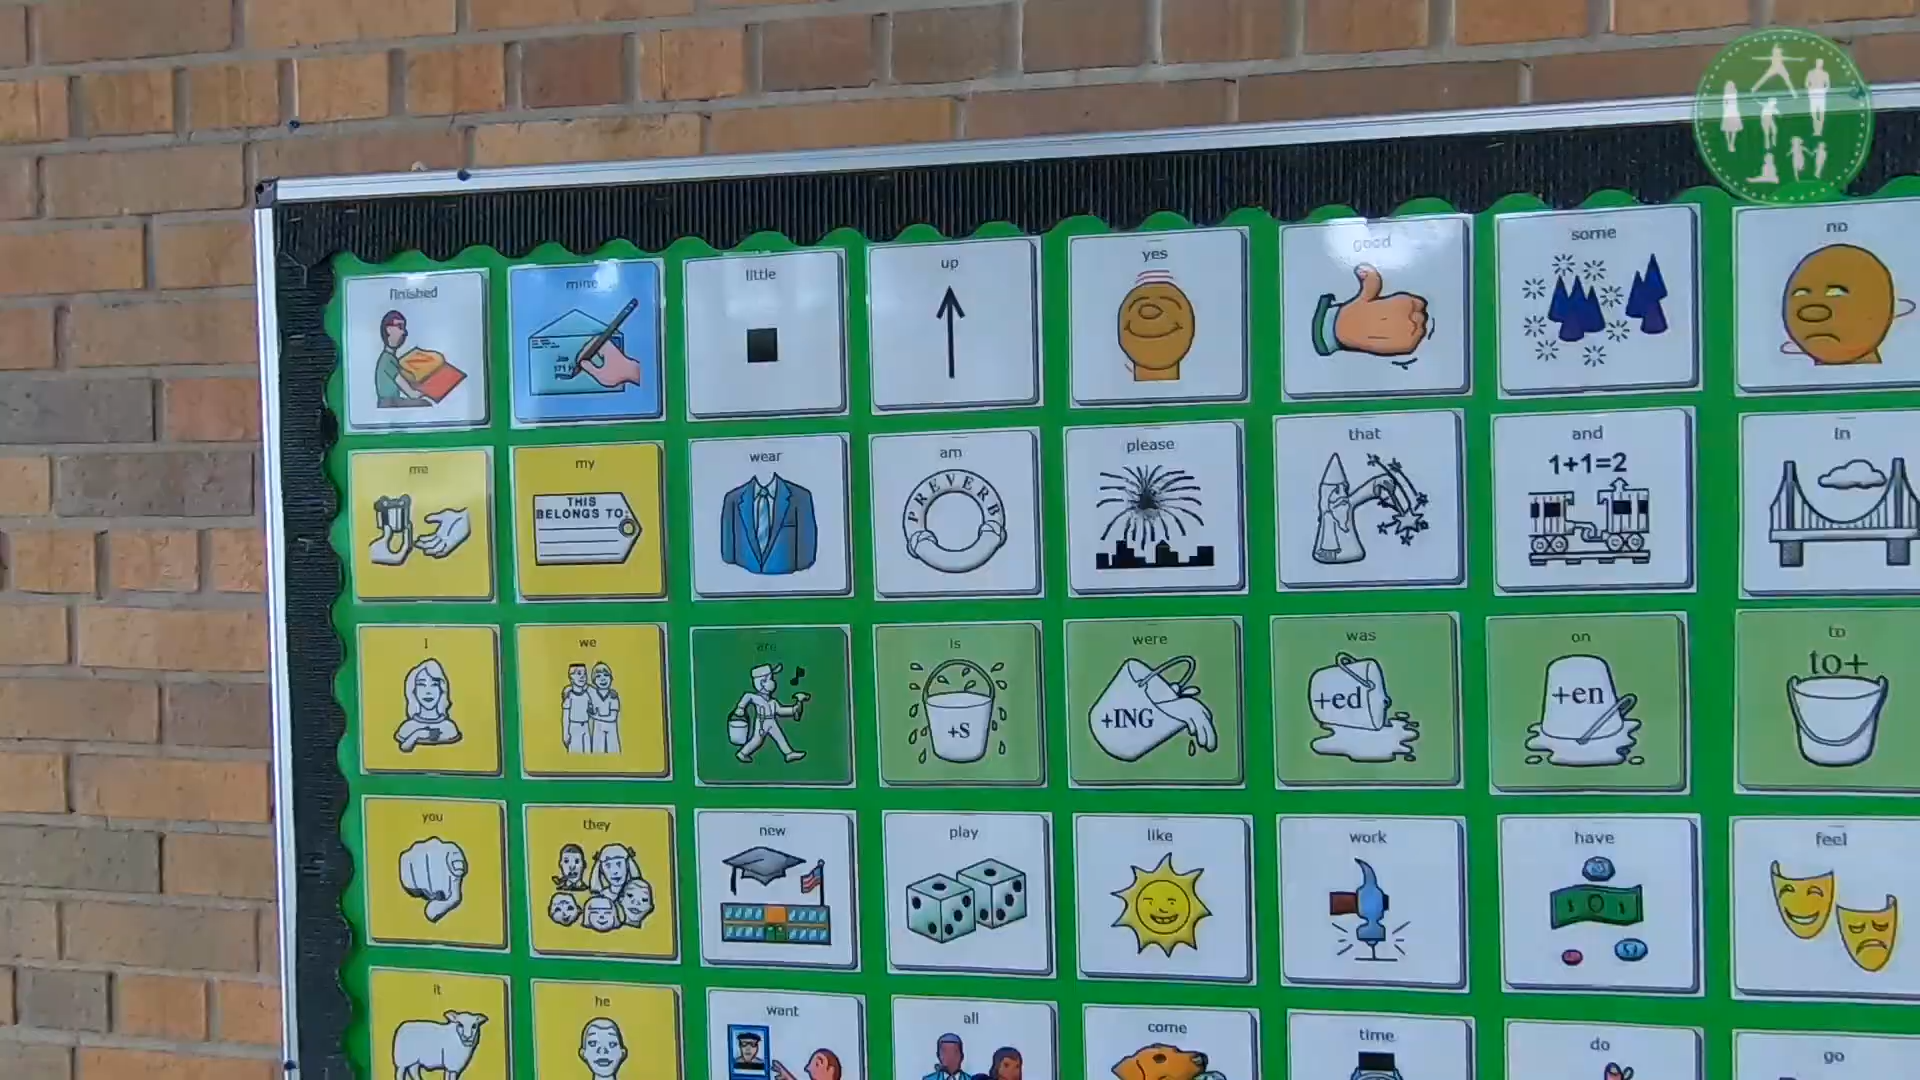 finished
mine
little
up
yes
good
some
no
me
my
THIS
BELONGS TO:
wear
am
PREVERB
please
that
and
1+1=2
in
I
we
are
is
+S
were
+ING
was
+ed
on
+en
to
to+
you
they
new
play
like
work
have
feel
it
he
want
all
come
time
do
go